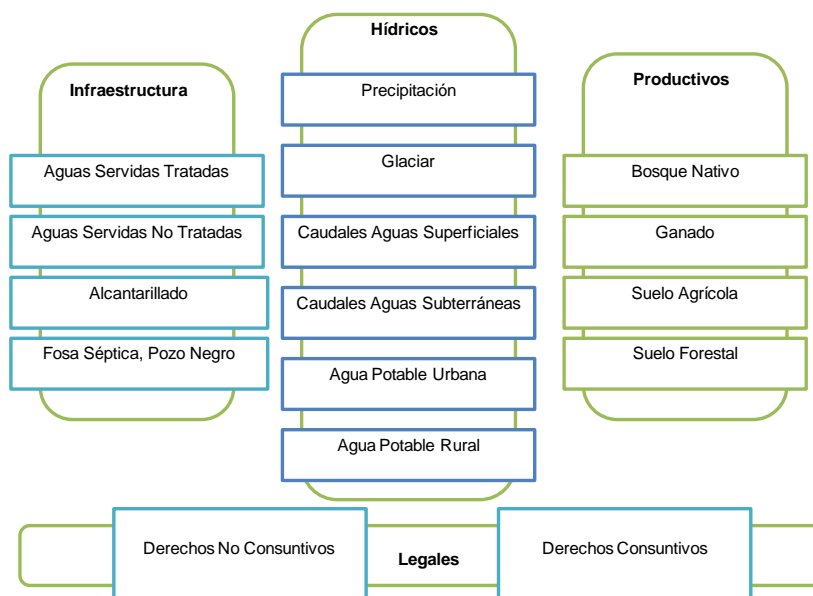 Infraestructura
Aguas Servidas Tratadas
Aguas Servidas No Tratadas
Alcantarillado
Fosa Séptica, Pozo Negro
Hídricos
Precipitación
Glaciar
Caudales Aguas Superficiales
Caudales Aguas Subterráneas
Agua Potable Urbana
Agua Potable Rural
Productivos
Bosque Nativo
Ganado
Suelo Agrícola
Suelo Forestal
Derechos No Consuntivos
Legales
Derechos Consuntivos